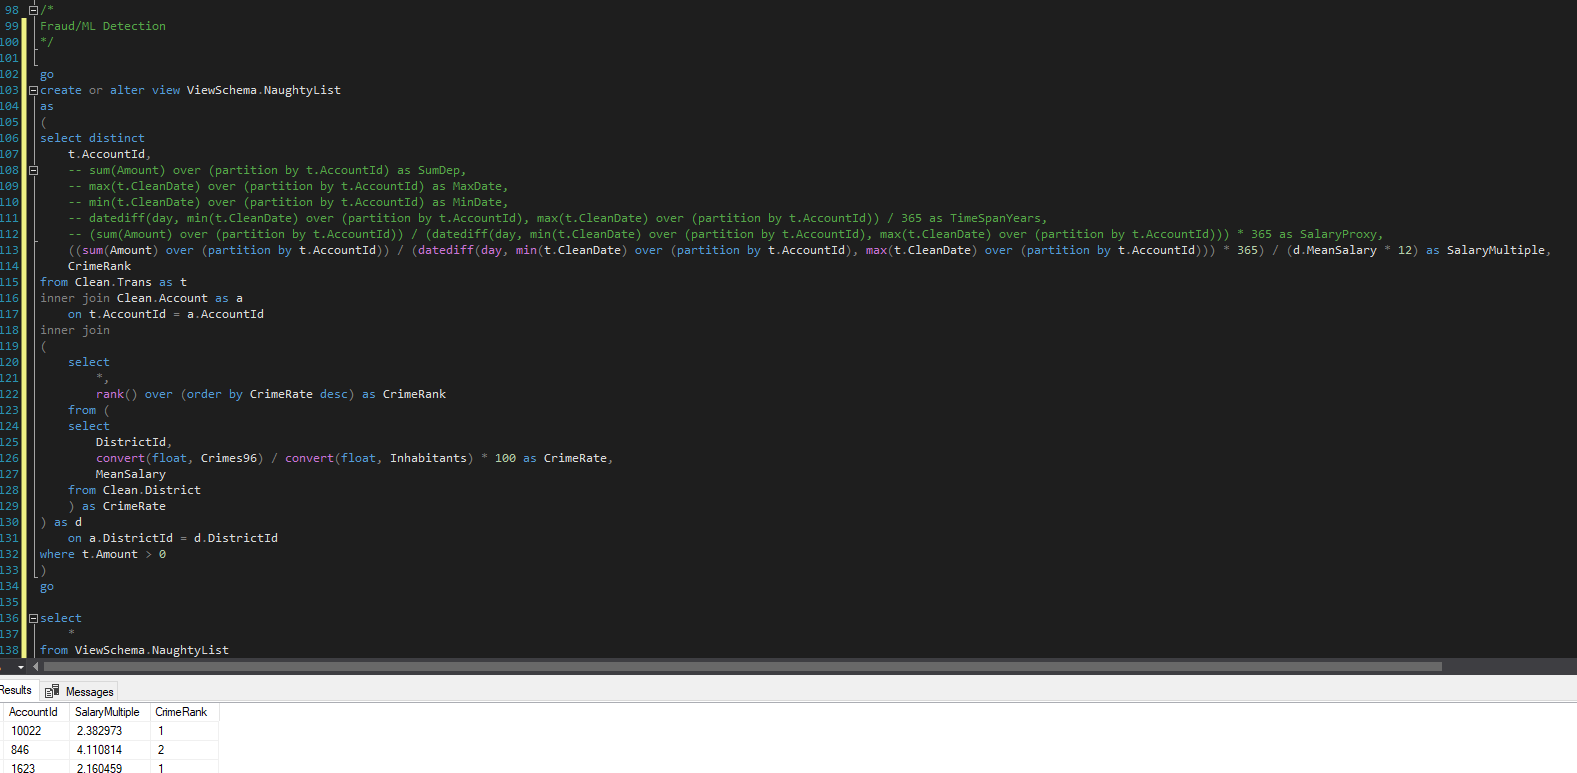 98 /*
99 Fraud/ML Detection
100 */
101
102 go
103 create or alter view ViewSchema.NaughtyList
104 as
105 (
106 select distinct
107 t.AccountId,
108 -- sum(Amount) over (partition by t.AccountId) as SumDep,
109 -- max(t.CleanDate) over (partition by t.AccountId) as MaxDate,
110 -- min(t.CleanDate) over (partition by t.AccountId) as MinDate,
111 -- datediff(day, min(t.CleanDate) over (partition by t.AccountId), max(t.CleanDate) over (partition by t.AccountId)) / 365 as TimeSpanYears,
112 -- (sum(Amount) over (partition by t.AccountId)) / (datediff(day, min(t.CleanDate) over (partition by t.AccountId), max(t.CleanDate) over (partition by t.AccountId))) * 365 as SalaryProxy,
113 ((sum(Amount) over (partition by t.AccountId)) / (datediff(day, min(t.CleanDate) over (partition by t.AccountId), max(t.CleanDate) over (partition by t.AccountId))) * 365) / (d.MeanSalary * 12) as SalaryMultiple,
114 CrimeRank
115 from Clean.Trans as t
116 inner join Clean.Account as a
117 on t.AccountId = a.AccountId
118 inner join
119 (
120 select
121 *,
122 rank() over (order by CrimeRate desc) as CrimeRank
123 from (
124 select
125 DistrictId,
126 convert(float, Crimes96) / convert(float, Inhabitants) * 100 as CrimeRate,
127 MeanSalary
128 from Clean.District
129 ) as CrimeRate
130 ) as d
131 on a.DistrictId = d.DistrictId
132 where t.Amount > 0
133 )
134 go
135
136 select
137 *
138 from ViewSchema.NaughtyList
Results Messages
AccountId SalaryMultiple CrimeRank
10022 2.382973 1
846 4.110814 2
1623 2.160459 1